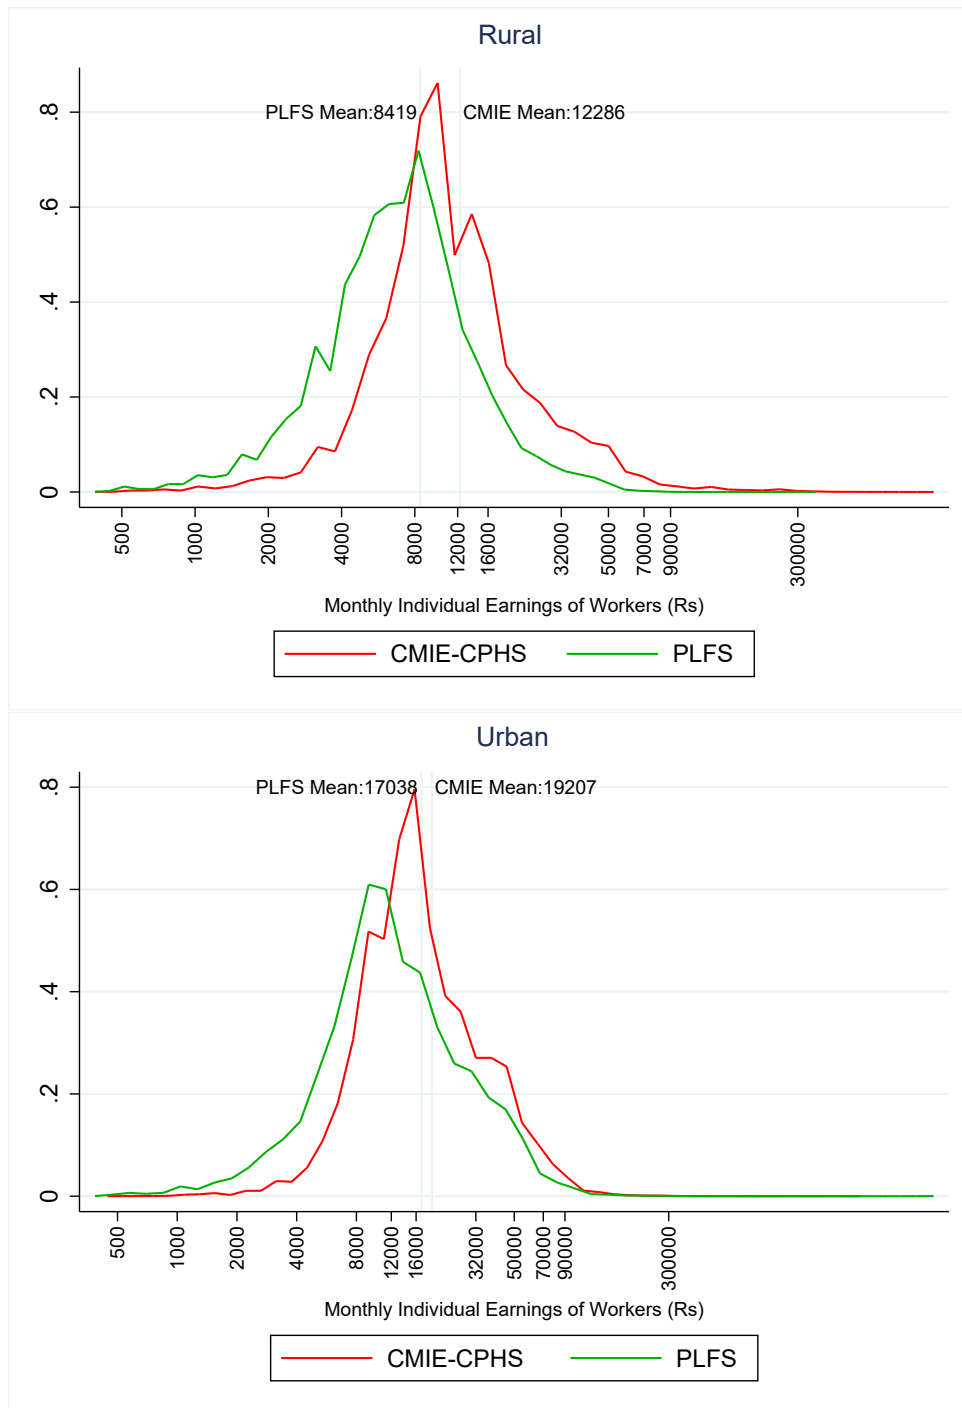 Rural
PLFS Mean:8419 CMIE Mean:12286
.8
.6
.4
.2
0
500 1000 2000 4000 8000 12000 16000 32000 50000 70000 90000 300000
Monthly Individual Earnings of Workers (Rs)
CMIE-CPHS PLFS
Urban
PLFS Mean:17038 CMIE Mean:19207
.8
.6
.4
.2
0
500 1000 2000 4000 8000 12000 16000 32000 50000 70000 90000 300000
Monthly Individual Earnings of Workers (Rs)
CMIE-CPHS PLFS